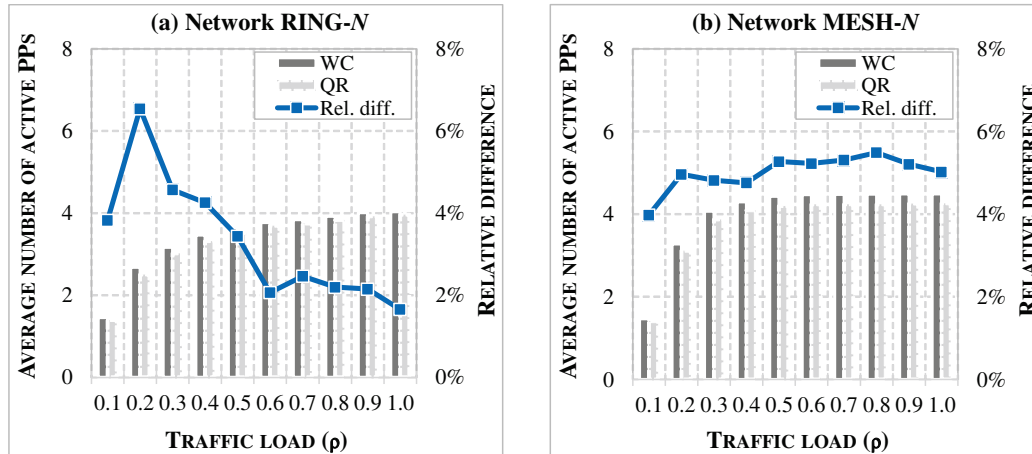 (a) Network RING-N
AVERAGE NUMBER OF ACTIVE PPs
8
6
4
2
0
WC
QR
Rel. diff.
8%
6%
4%
2%
0%
RELATIVE DIFFERENCE
0.1 0.2 0.3 0.4 0.5 0.6 0.7 0.8 0.9 1.0
TRAFFIC LOAD (ρ)
(b) Network MESH-N
AVERAGE NUMBER OF ACTIVE PPs
8
6
4
2
0
WC
QR
Rel. diff.
8%
6%
4%
2%
0%
RELATIVE DIFFERENCE
0.1 0.2 0.3 0.4 0.5 0.6 0.7 0.8 0.9 1.0
TRAFFIC LOAD (ρ)